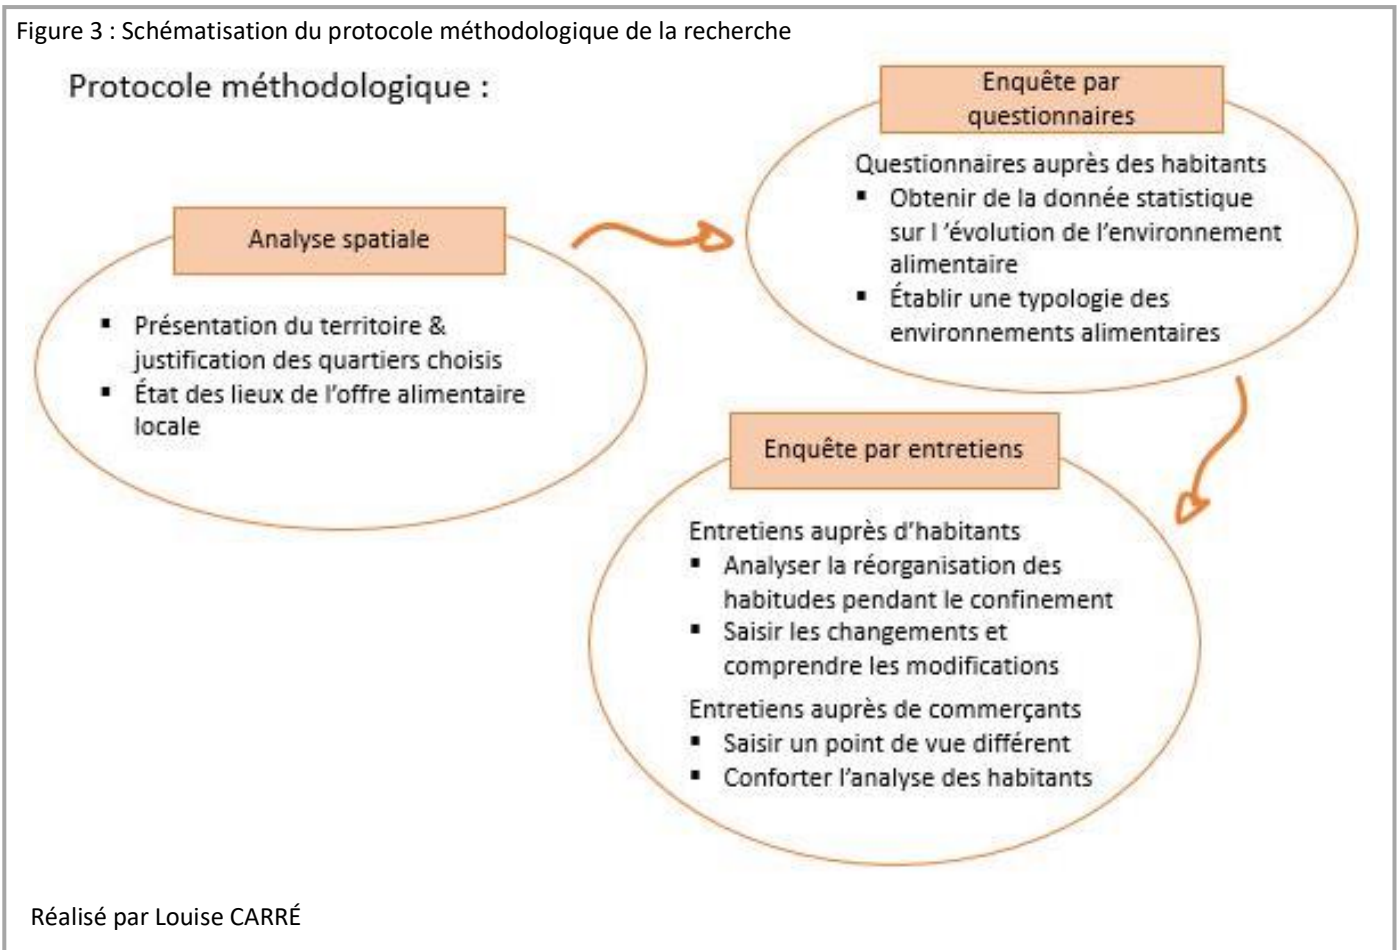 Figure 3 : Schématisation du protocole méthodologique de la recherche
Protocole méthodologique :
Analyse spatiale
▪ Présentation du territoire &
justification des quartiers choisis
▪ État des lieux de l'offre alimentaire
locale
Enquête par
questionnaires
Questionnaires auprès des habitants
▪ Obtenir de la donnée statistique
sur l 'évolution de l'environnement
alimentaire
▪ Établir une typologie des
environnements alimentaires
Enquête par entretiens
Entretiens auprès d'habitants
▪ Analyser la réorganisation des
habitudes pendant le confinement
▪ Saisir les changements et
comprendre les modifications
Entretiens auprès de commerçants
▪ Saisir un point de vue différent
▪ Conforter l'analyse des habitants
Réalisé par Louise CARRÉ